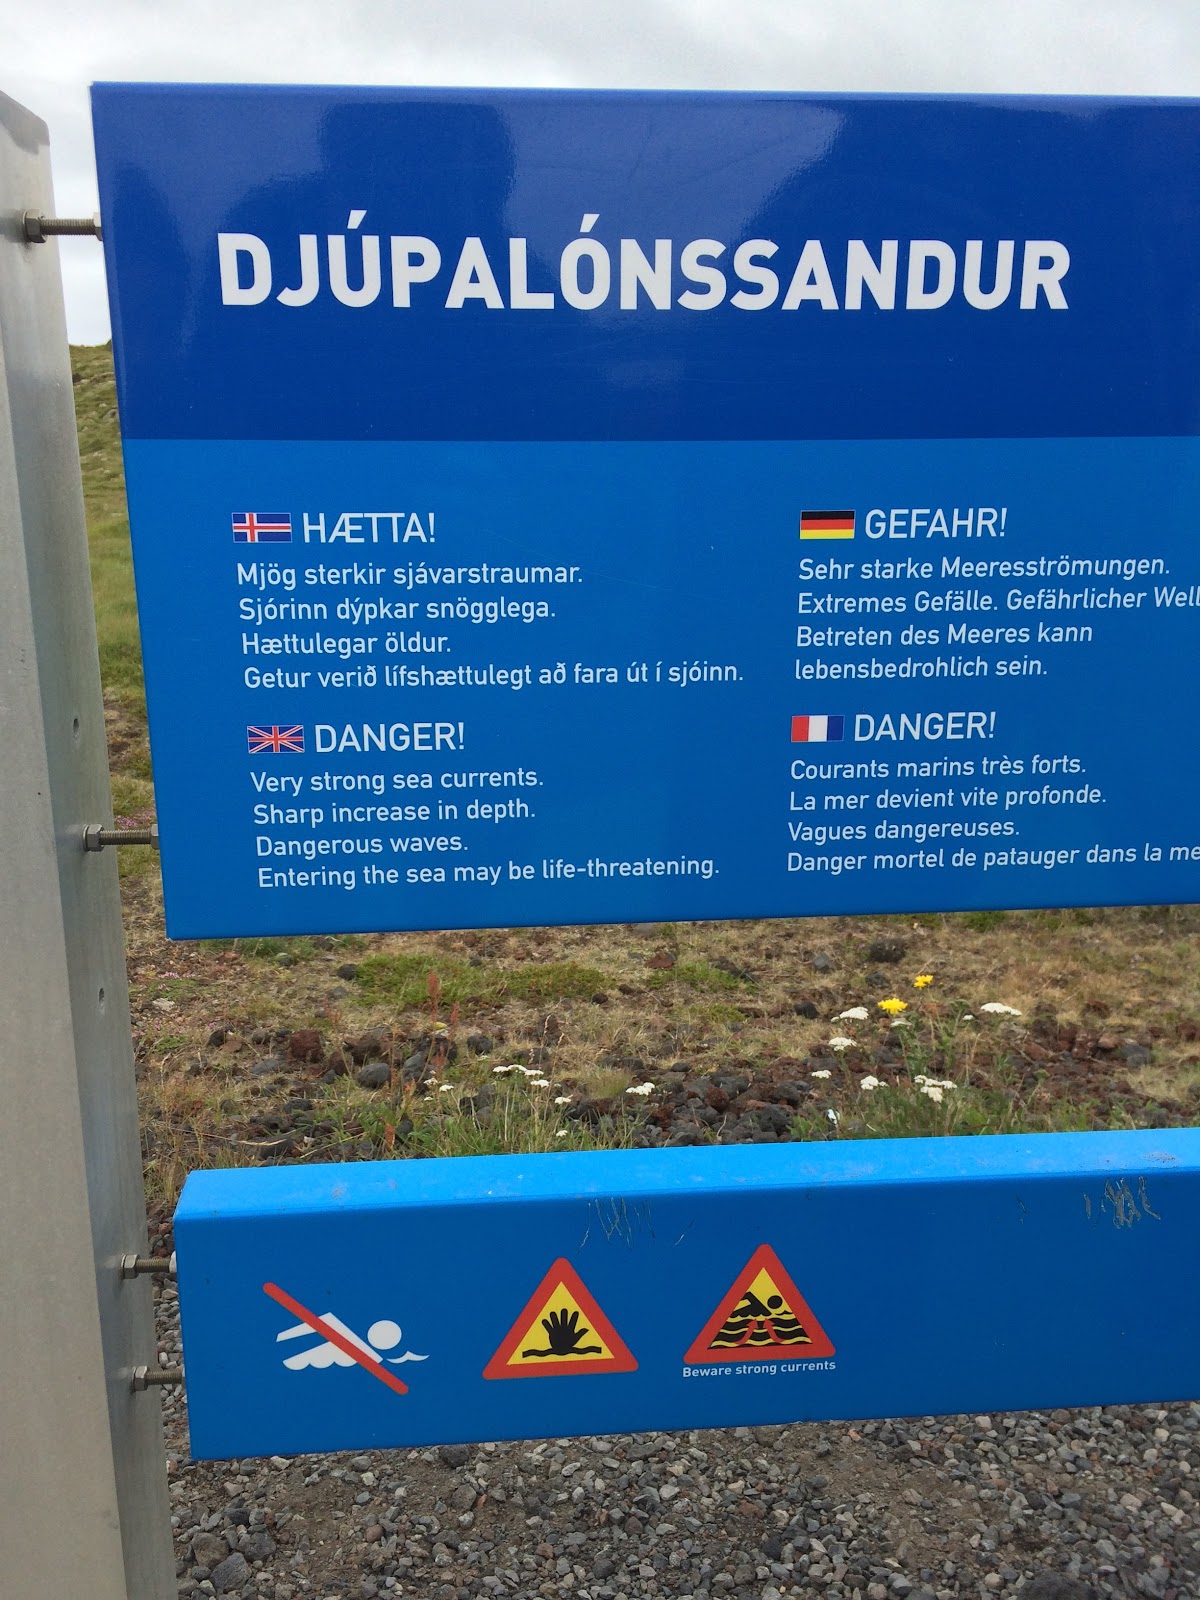 DJÚPALÓNSSANDUR
HÆTTA!
Mjög sterkir sjávarstraumar.
Sjórinn dýpkar snögglega.
Hættulegar öldur.
Getur verið lífshættulegt að fara út í sjóinn.
DANGER!
Very strong sea currents.
Sharp increase in depth.
Dangerous waves.
Entering the sea may be life-threatening.
GEFAHR!
Sehr starke Meeresströmungen.
Extremes Gefälle. Gefährlicher
Betreten des Meeres kann
lebensbedrohlich sein.
DANGER!
Courants marins très forts.
La mer devient vite profonde.
Vagues dangereuses.
Danger mortel de patauger dans la
Beware strong currents